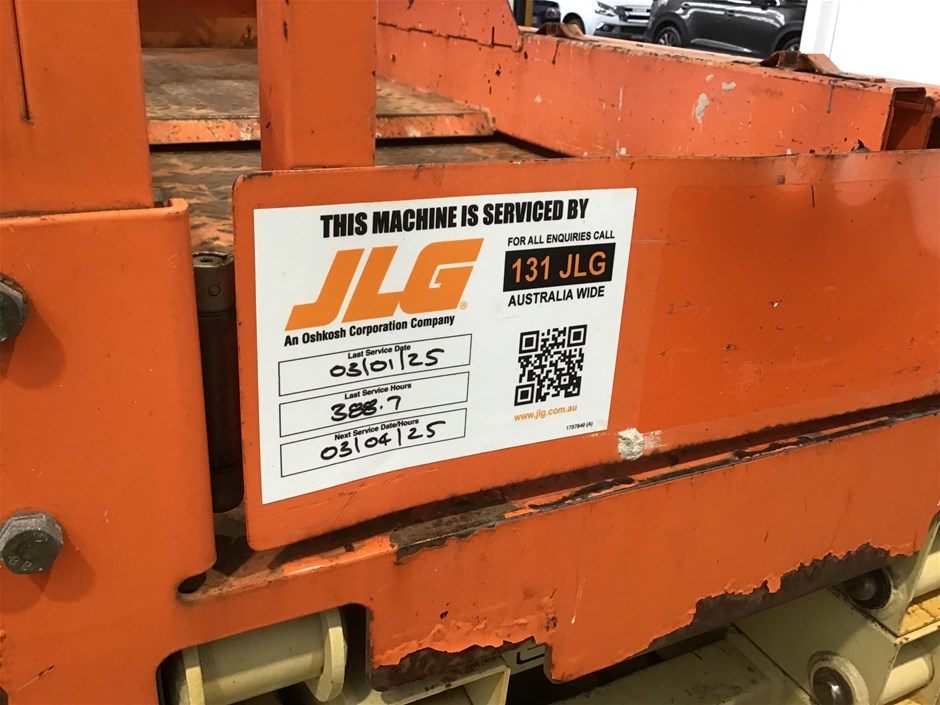 THIS MACHINE IS SERVICED BY
JLG®
An Oshkosh Corporation Company
FOR ALL ENQUIRIES CALL
131 JLG
AUSTRALIA WIDE
Last Service Date
03/01/25
Last Service Hours
388.7
Next Service Date/Hours
03/04/25
www.jlg.com.au
1737849 (A)